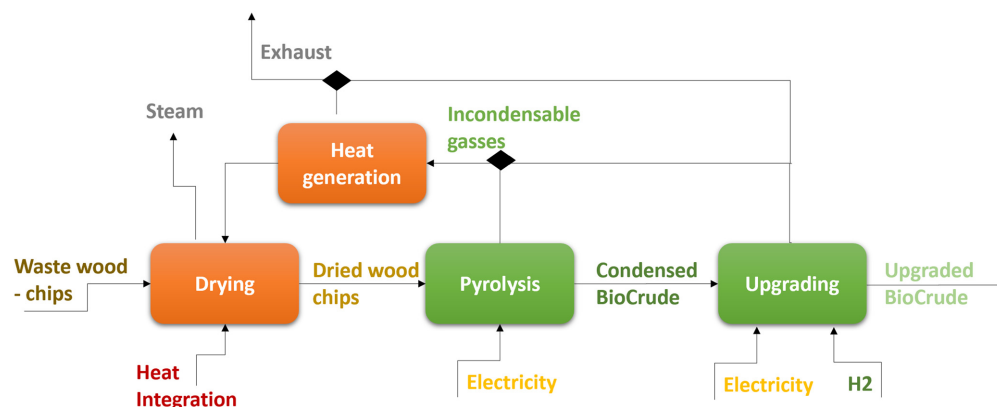 Exhaust
Steam
Incondensable
gasses
Heat
generation
Waste wood
- chips
Drying
Dried wood
chips
Pyrolysis
Condensed
BioCrude
Upgrading
Upgraded
BioCrude
Heat
Integration
Electricity
Electricity
H2